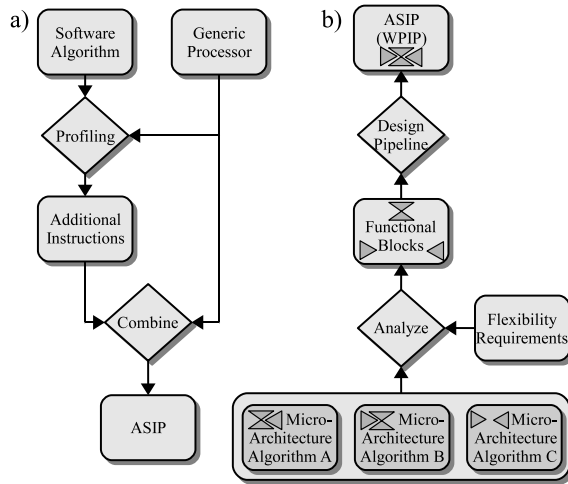 a)
Software
Algorithm
Generic
Processor
Profiling
Additional
Instructions
Combine
ASIP
b)
ASIP
(WPIP)
Design
Pipeline
Functional
Blocks
Analyze
Flexibility
Requirements
Micro-
Architecture
Algorithm A
Micro-
Architecture
Algorithm B
Micro-
Architecture
Algorithm C